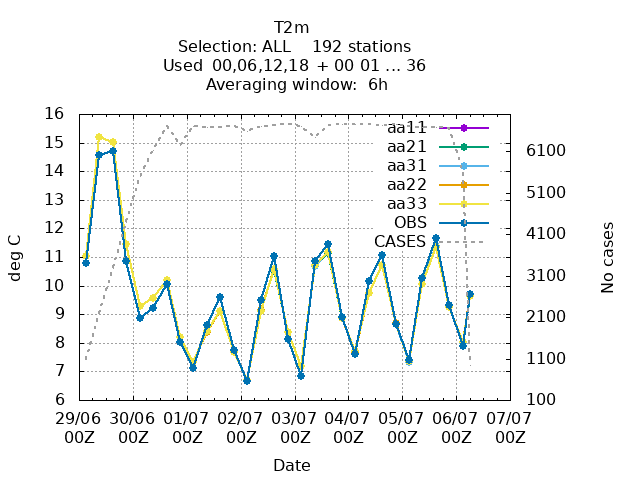 T2m
Selection: ALL    192 stations
Used  00,06,12,18  + 00 01 ... 36
Averaging window:  6h
16
15
14
13
12
11
10
9
8
7
6
deg C
aa11
aa21
aa31
aa22
aa33
OBS
CASES
6100
5100
4100
3100
2100
1100
100
No cases
29/06 30/06 01/07 02/07 03/07 04/07 05/07 06/07 07/07
00Z 00Z 00Z 00Z 00Z 00Z 00Z 00Z 00Z
Date